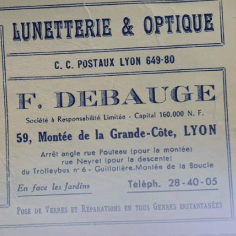 LUNETTERIE & OPTIQUE
C. C. POSTAUX LYON 649-80
F. DEBAUGE
Société à Responsabilité Limitée - Capital 160.000 N. F.
59, Montée de la Grande-Côte, LYON
Arrêt angle rue Pouteau (pour la montée)
rue Neyret (pour la descente)
du Trolleybus n° 6 - Guillotière.Montée de la Boucle
En face les Jardins Téléph. 28-40-05
POSE DE VERRES ET RÉPARATIONS EN TOUS GENRES INSTANTANÉES